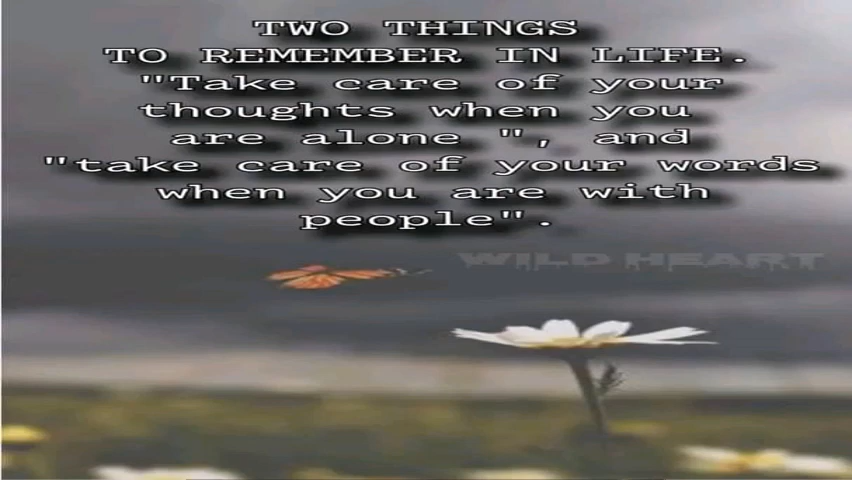 TWO THINGS
TO REMEMBER IN LIFE.
"Take care of your
thoughts when you
are alone ", and
"take care of your words
when you are with
people".
WILD HEART